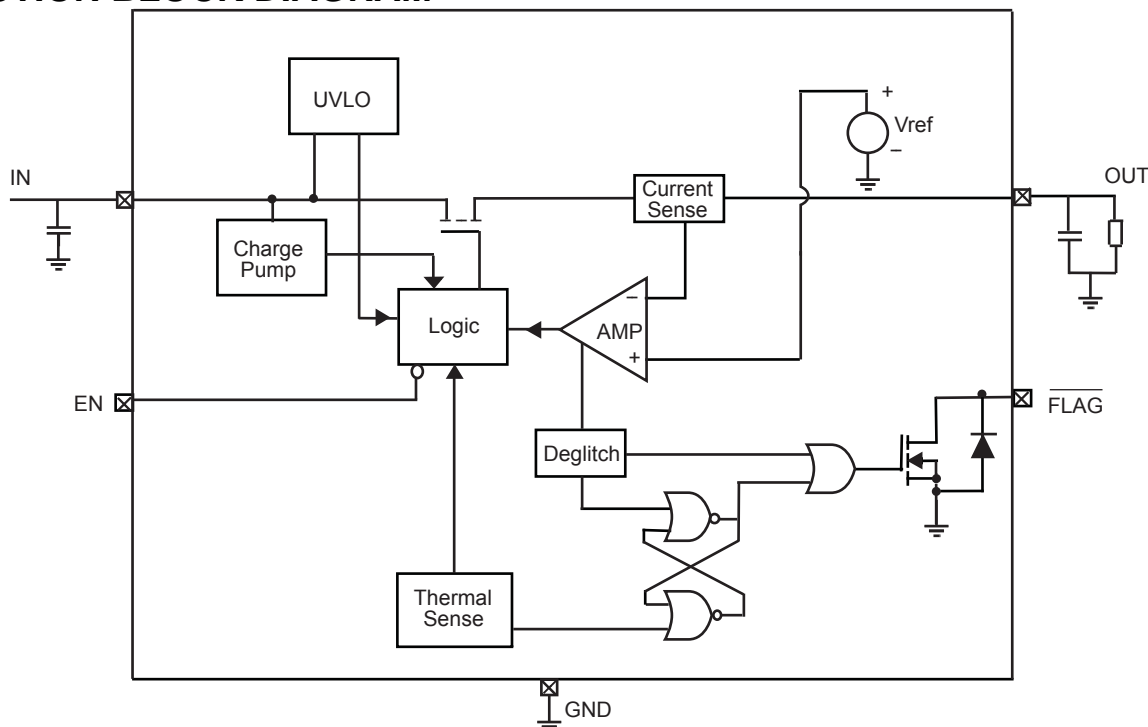 UVLO
+
Vref
–
IN
OUT
Current
Sense
Charge
Pump
–
Logic
AMP
+
EN
FLAG
Deglitch
Thermal
Sense
GND